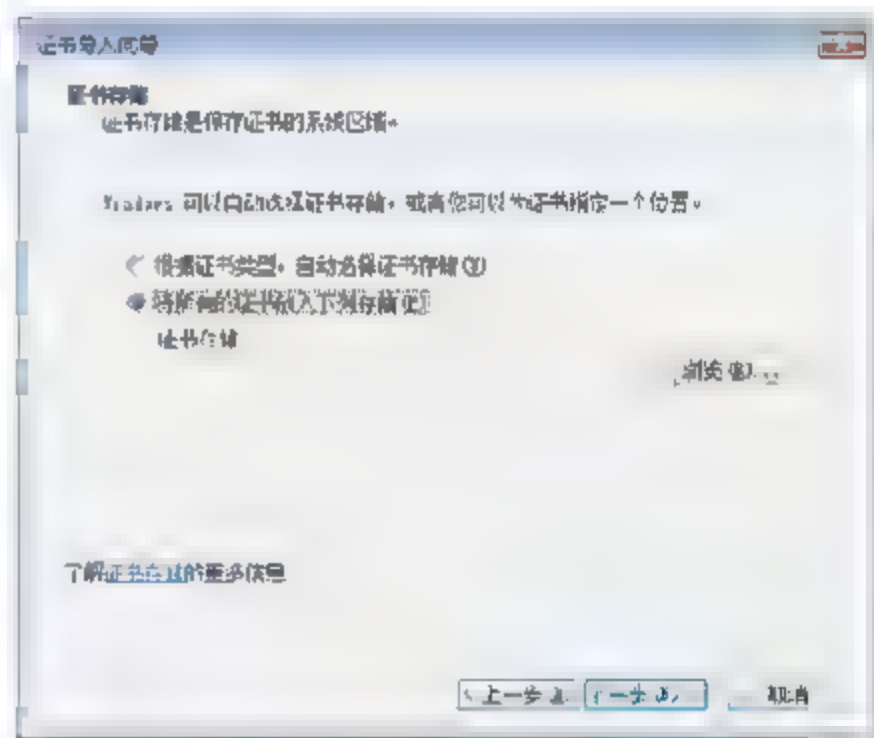 证书导入向导
证书存储
证书存储是保存证书的系统区域。
Windows 可以自动选择证书存储，或者您可以为证书指定一个位置。
根据证书类型，自动选择证书存储(U)
将所有的证书放入下列存储(P)
证书存储
浏览(R)...
了解证书存储的更多信息
<上一步(B)
下一步(N)>
取消